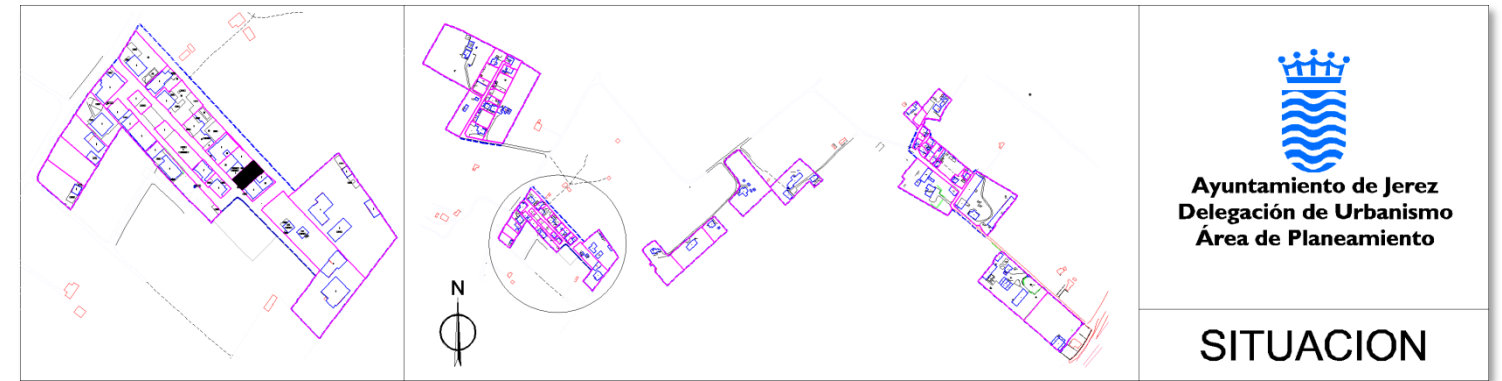 N
Ayuntamiento de Jerez
Delegación de Urbanismo
Área de Planeamiento
SITUACION